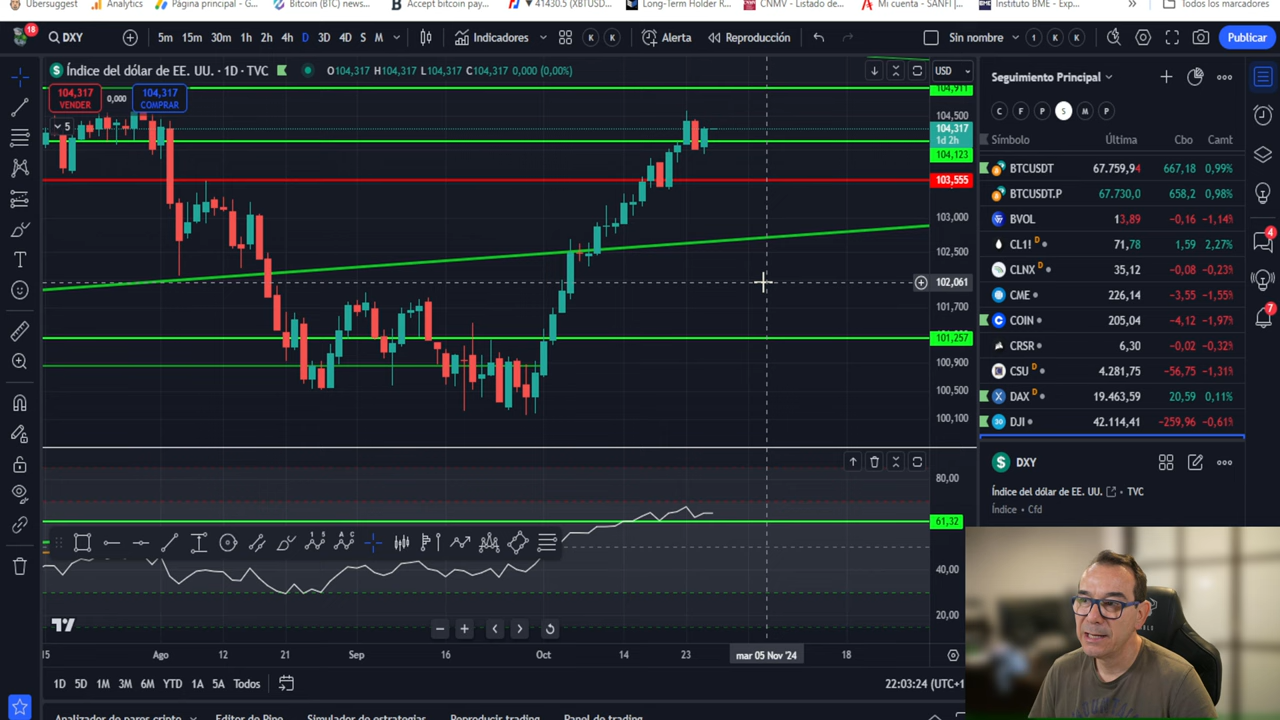 Ubersuggest Analytics Página principal - G... Bitcoin (BTC) news... Accept bitcoin pay... 41430.5 (XBTUSD... Long-Term Holder R... CNMV - Listado de... Mi cuenta - SANFI |... Instituto BME - Exp... Todos los marcadores
18 DXY 5m 15m 30m 1h 2h 4h D 3D 4D S M Indicadores K K Alerta Reproducción Sin nombre 1 K K Publicar
Índice del dólar de EE. UU. · 1D · TVC O104,317 H104,317 L104,317 C104,317 0,000 (0,00%) USD
104,317 VENDER 0,000 104,317 COMPRAR
5
104,911
104,500
104,317
1d 2h
104,123
103,555
103,000
102,500
102,061
101,700
101,257
100,900
100,500
100,100
80,00
61,32
40,00
20,00
15 Ago 12 21 Sep 16 Oct 14 23 mar 05 Nov '24 18
1D 5D 1M 3M 6M YTD 1A 5A Todos 22:03:24 (UTC+1
Analizador de pares cripto Editor de Pine Simulador de estrategias Reproducir trading Panel de trading
Seguimiento Principal
C F P S M P
Símbolo Última Cbo Camt
BTCUSDT 67.759,94 667,18 0,99%
BTCUSDT.P 67.730,0 658,2 0,98%
BVOL 13,89 -0,16 -1,14%
CL1! D 71,78 1,59 2,27%
CLNX D 35,12 -0,08 -0,23%
CME 226,14 -3,55 -1,55%
COIN 205,04 -4,12 -1,97%
CRSR 6,30 -0,02 -0,32%
CSU D 4.281,75 -56,75 -1,31%
DAX D 19.463,59 20,59 0,11%
DJI 42.114,41 -259,96 -0,61%
DXY
Índice del dólar de EE. UU. TVC
Índice • Cfd
4
7